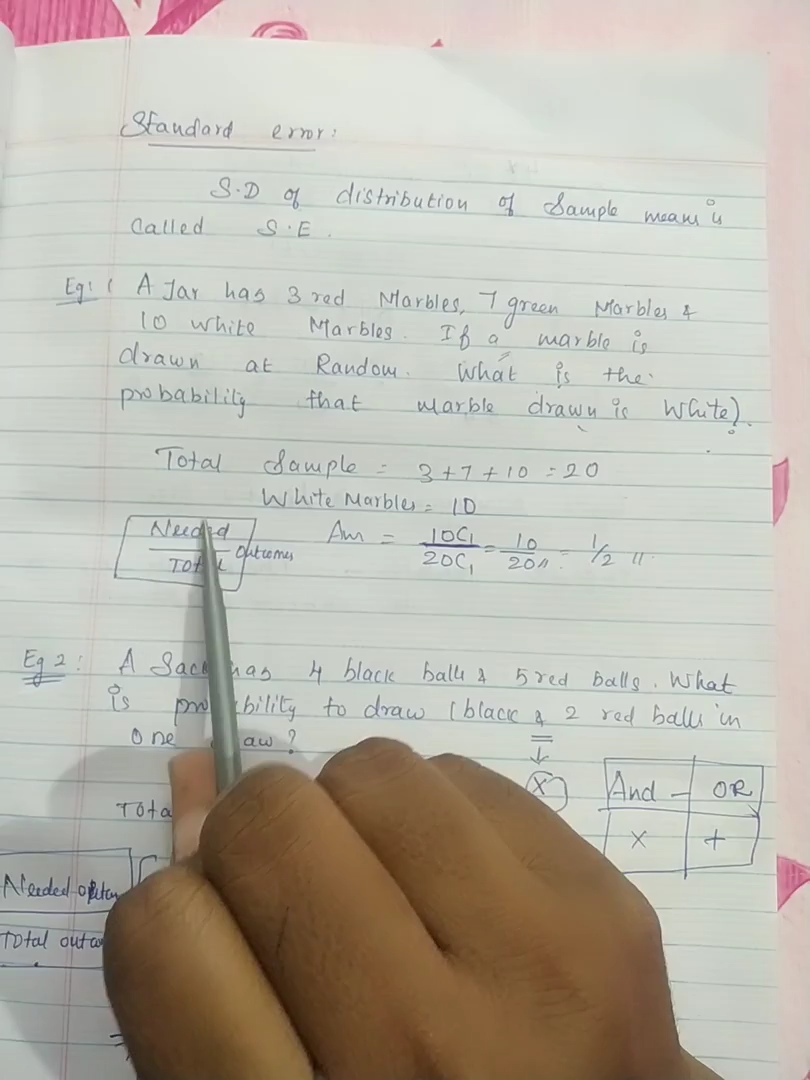 Standard error:
S.D of distribution of Sample mean is
called S.E.
Eg: 1 A Jar has 3 red Marbles, 7 green Marbles &
10 white Marbles. If a marble is
drawn at Random. What is the
probability that marble drawn is White).
Total Sample = 3+7+10 = 20
White Marbles = 10
Needed
Total outcomes
Ans = 10C1 / 20C1 = 10/20 = 1/2 //.
Eg 2: A Sack has 4 black balls & 5 red balls. What
is probability to draw 1 black & 2 red balls in
one draw?
↓
(X)
And - OR
x +
Needed
Total
=